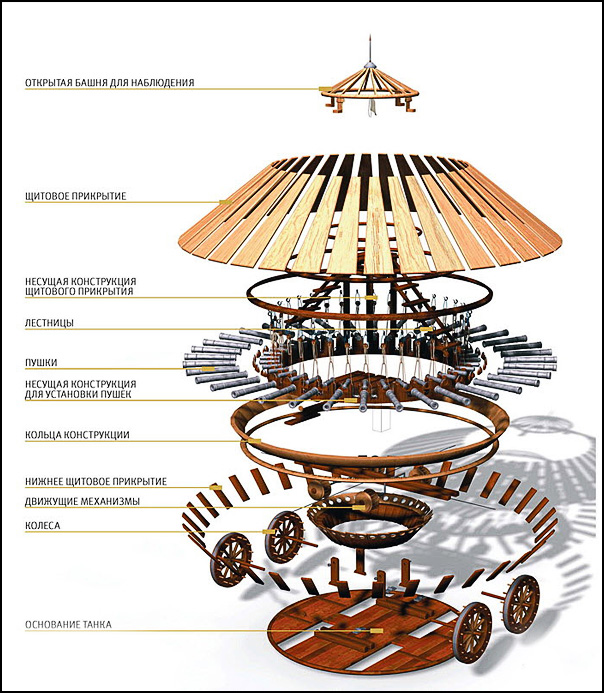 ОТКРЫТАЯ БАШНЯ ДЛЯ НАБЛЮДЕНИЯ
ЩИТОВОЕ ПРИКРЫТИЕ
НЕСУЩАЯ КОНСТРУКЦИЯ
ЩИТОВОГО ПРИКРЫТИЯ
ЛЕСТНИЦЫ
ПУШКИ
НЕСУЩАЯ КОНСТРУКЦИЯ
ДЛЯ УСТАНОВКИ ПУШЕК
КОЛЬЦА КОНСТРУКЦИИ
НИЖНЕЕ ЩИТОВОЕ ПРИКРЫТИЕ
ДВИЖУЩИЕ МЕХАНИЗМЫ
КОЛЕСА
ОСНОВАНИЕ ТАНКА